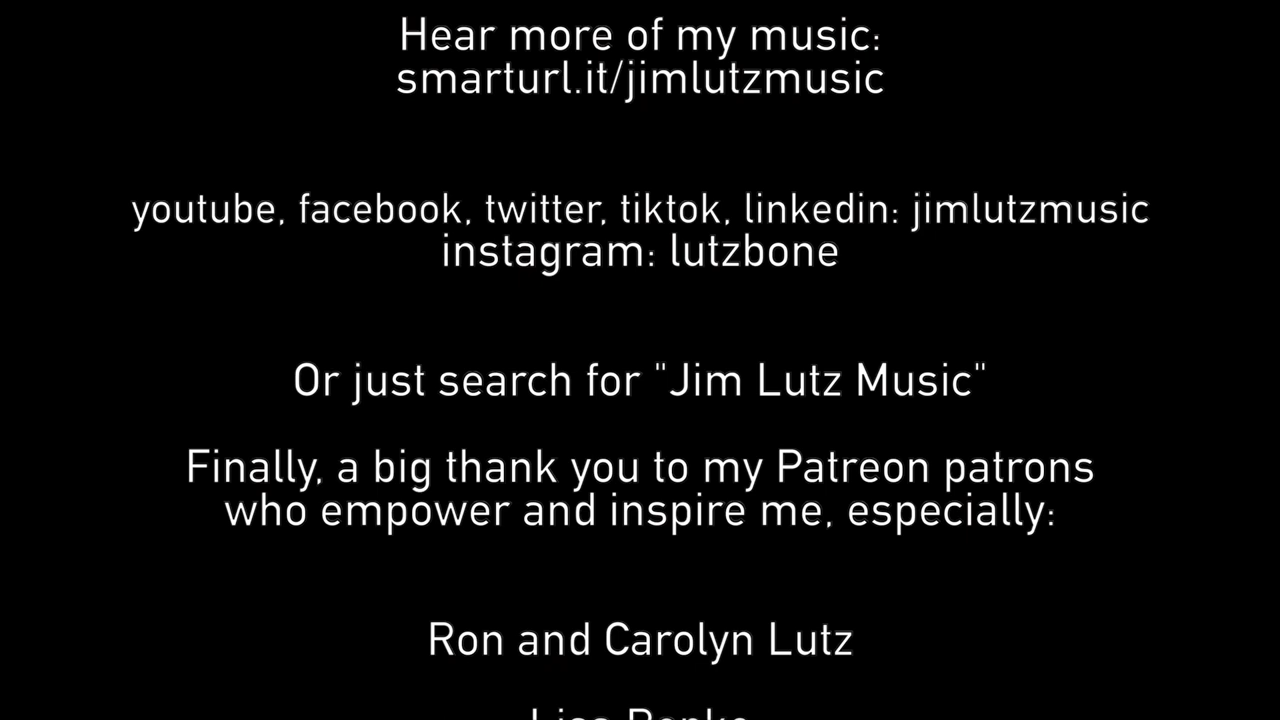 Hear more of my music:
smarturl.it/jimlutzmusic
youtube, facebook, twitter, tiktok, linkedin: jimlutzmusic
instagram: lutzbone
Or just search for "Jim Lutz Music"
Finally, a big thank you to my Patreon patrons
who empower and inspire me, especially:
Ron and Carolyn Lutz